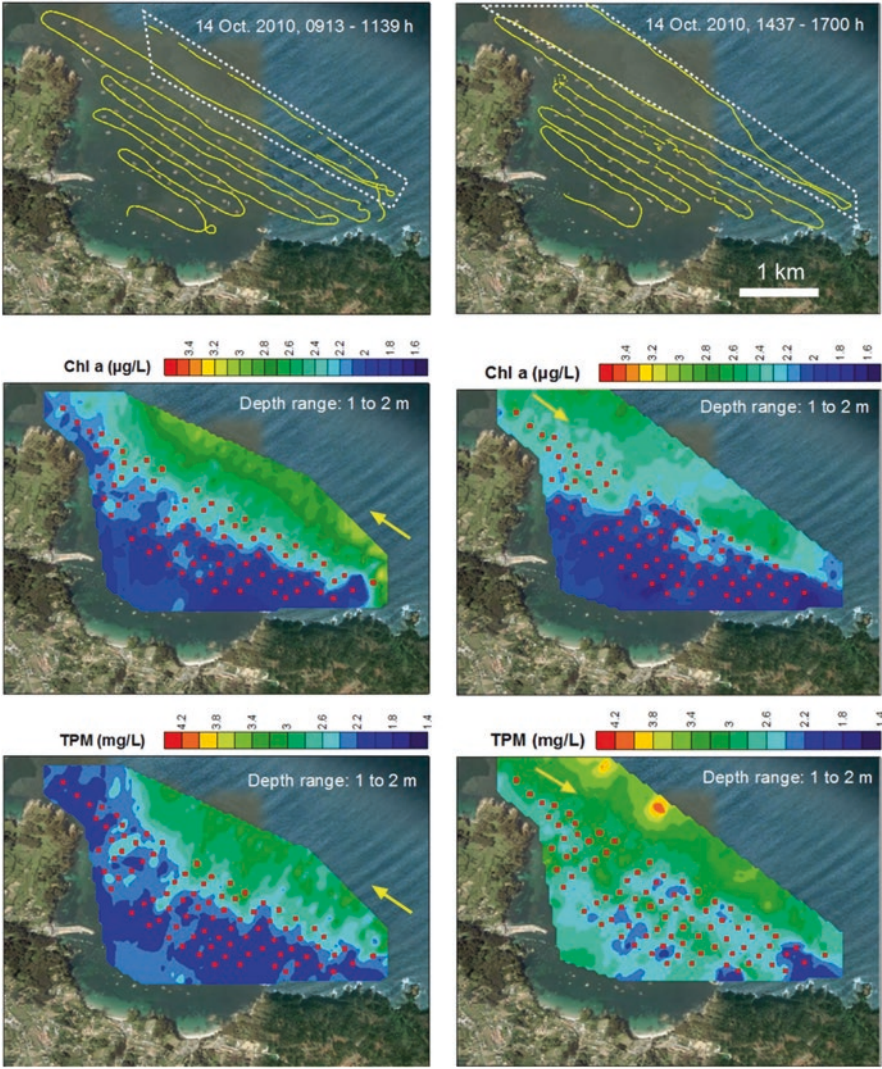 14 Oct. 2010, 0913 - 1139 h
14 Oct. 2010, 1437 - 1700 h
1 km
Chl a (µg/L)
3.4 3.2 3 2.8 2.6 2.4 2.2 2 1.8 1.6
Chl a (µg/L)
3.4 3.2 3 2.8 2.6 2.4 2.2 2 1.8 1.6
Depth range: 1 to 2 m
Depth range: 1 to 2 m
TPM (mg/L)
4.2 3.8 3.4 3 2.6 2.2 1.8 1.4
TPM (mg/L)
4.2 3.8 3.4 3 2.6 2.2 1.8 1.4
Depth range: 1 to 2 m
Depth range: 1 to 2 m